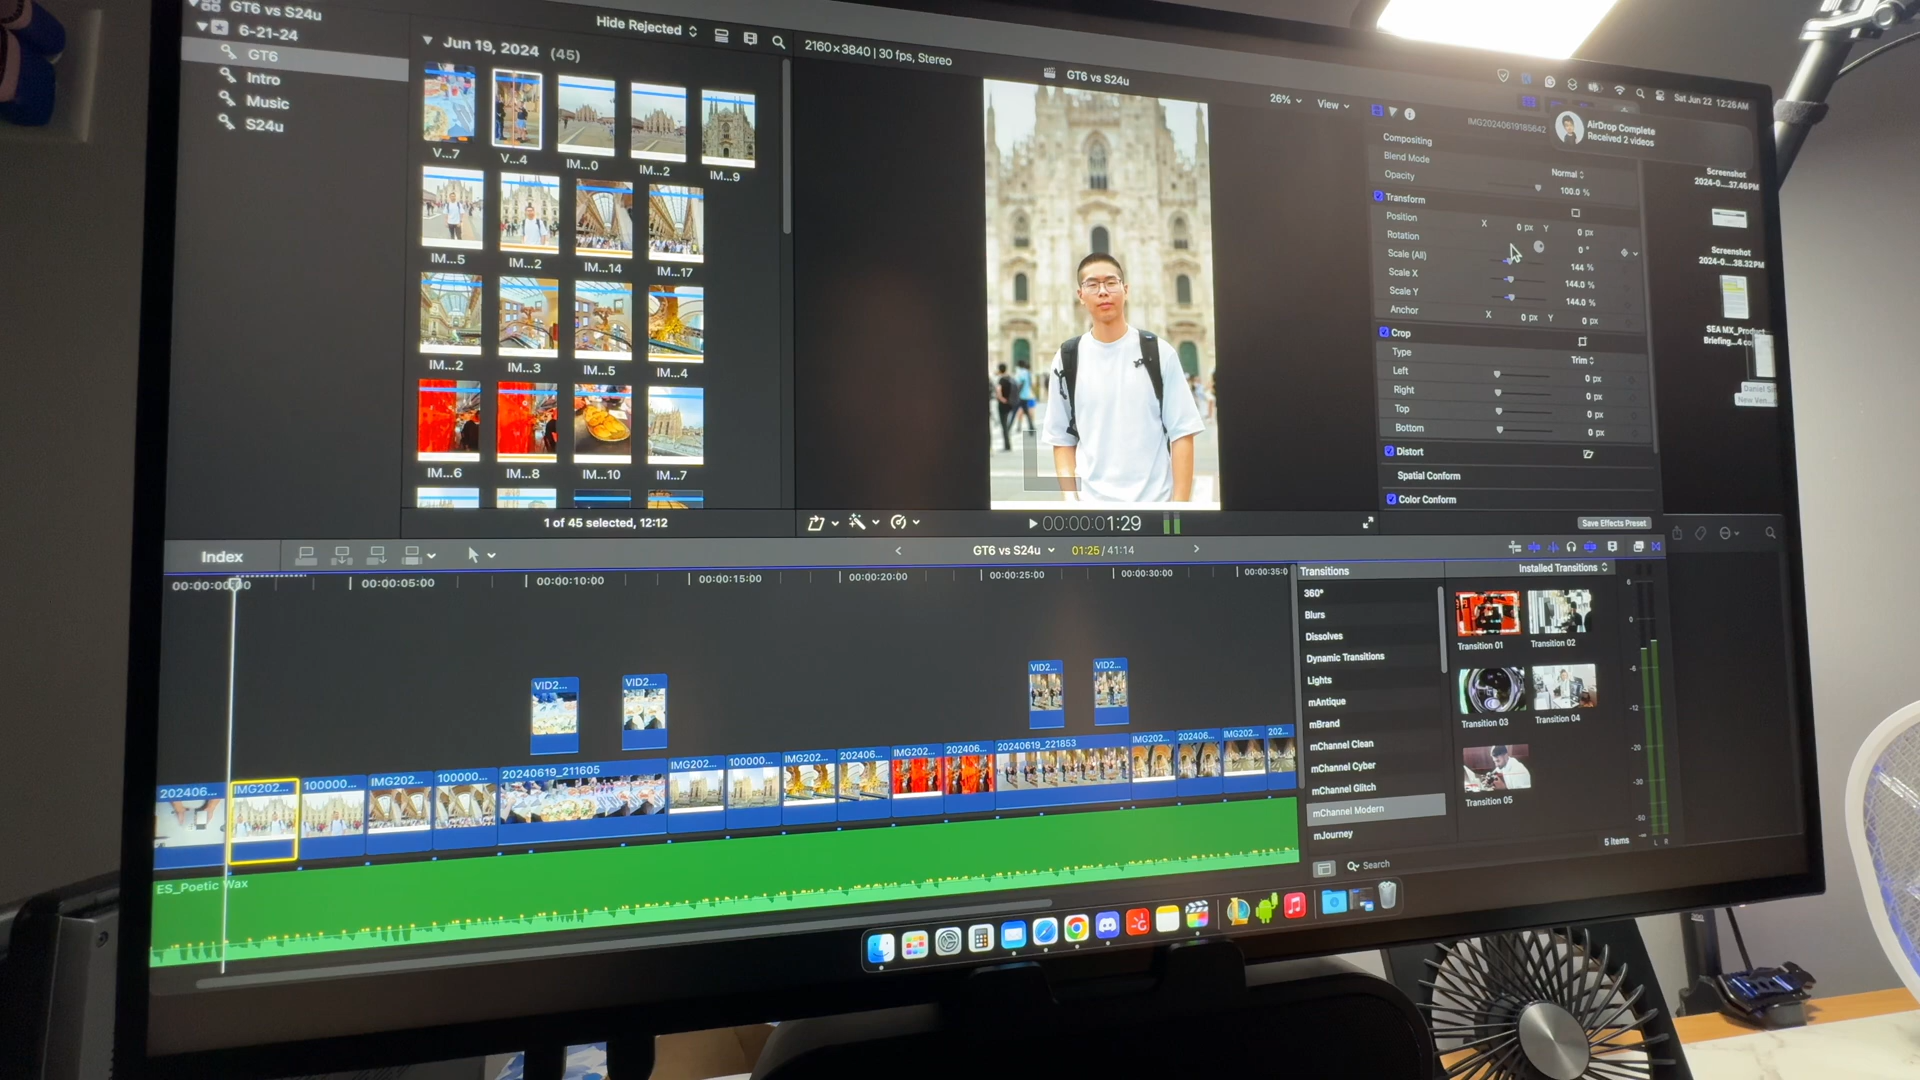 GT6 vs S24u
6-21-24
GT6
Intro
Music
S24u
Hide Rejected
Jun 19, 2024 (45)
V...7
V...4
IM...0
IM...2
IM...9
IM...5
IM...2
IM...14
IM...17
IM...2
IM...3
IM...5
IM...4
IM...6
IM...8
IM...10
IM...7
1 of 45 selected, 12:12
2160×3840 | 30 fps, Stereo
GT6 vs S24u
26%
View
00:00:01:29
Sat Jun 22 12:26AM
IMG20240619185642
AirDrop Complete
Received 2 videos
Compositing
Blend Mode
Normal
Opacity
100.0 %
Transform
Position
X 0 px Y 0 px
Rotation
0 °
Scale (All)
144 %
Scale X
144.0 %
Scale Y
144.0 %
Anchor
X 0 px Y 0 px
Crop
Type
Trim
Left
0 px
Right
0 px
Top
0 px
Bottom
0 px
Distort
Spatial Conform
Color Conform
Save Effects Preset
Screenshot
2024-0....37.46PM
Screenshot
2024-0....38.32PM
SEA MX_Product
Briefing...4 co
New Ven...
Index
GT6 vs S24u
01:25 / 41:14
00:00:05:00
00:00:10:00
00:00:15:00
00:00:20:00
00:00:25:00
00:00:30:00
00:00:35:0
VID2...
VID2...
VID2...
VID2...
202406...
IMG202...
100000...
IMG202...
100000...
20240619_211605
IMG202...
100000...
IMG202...
202406...
IMG202...
202406...
20240619_221853
IMG202...
202406...
IMG202...
202...
ES_Poetic Wax
Transitions
Installed Transitions
360°
Blurs
Dissolves
Dynamic Transitions
Lights
mAntique
mBrand
mChannel Clean
mChannel Cyber
mChannel Glitch
mChannel Modern
mJourney
Transition 01
Transition 02
Transition 03
Transition 04
Transition 05
5 items
Search
6
0
-6
-12
-20
-30
-50
L R